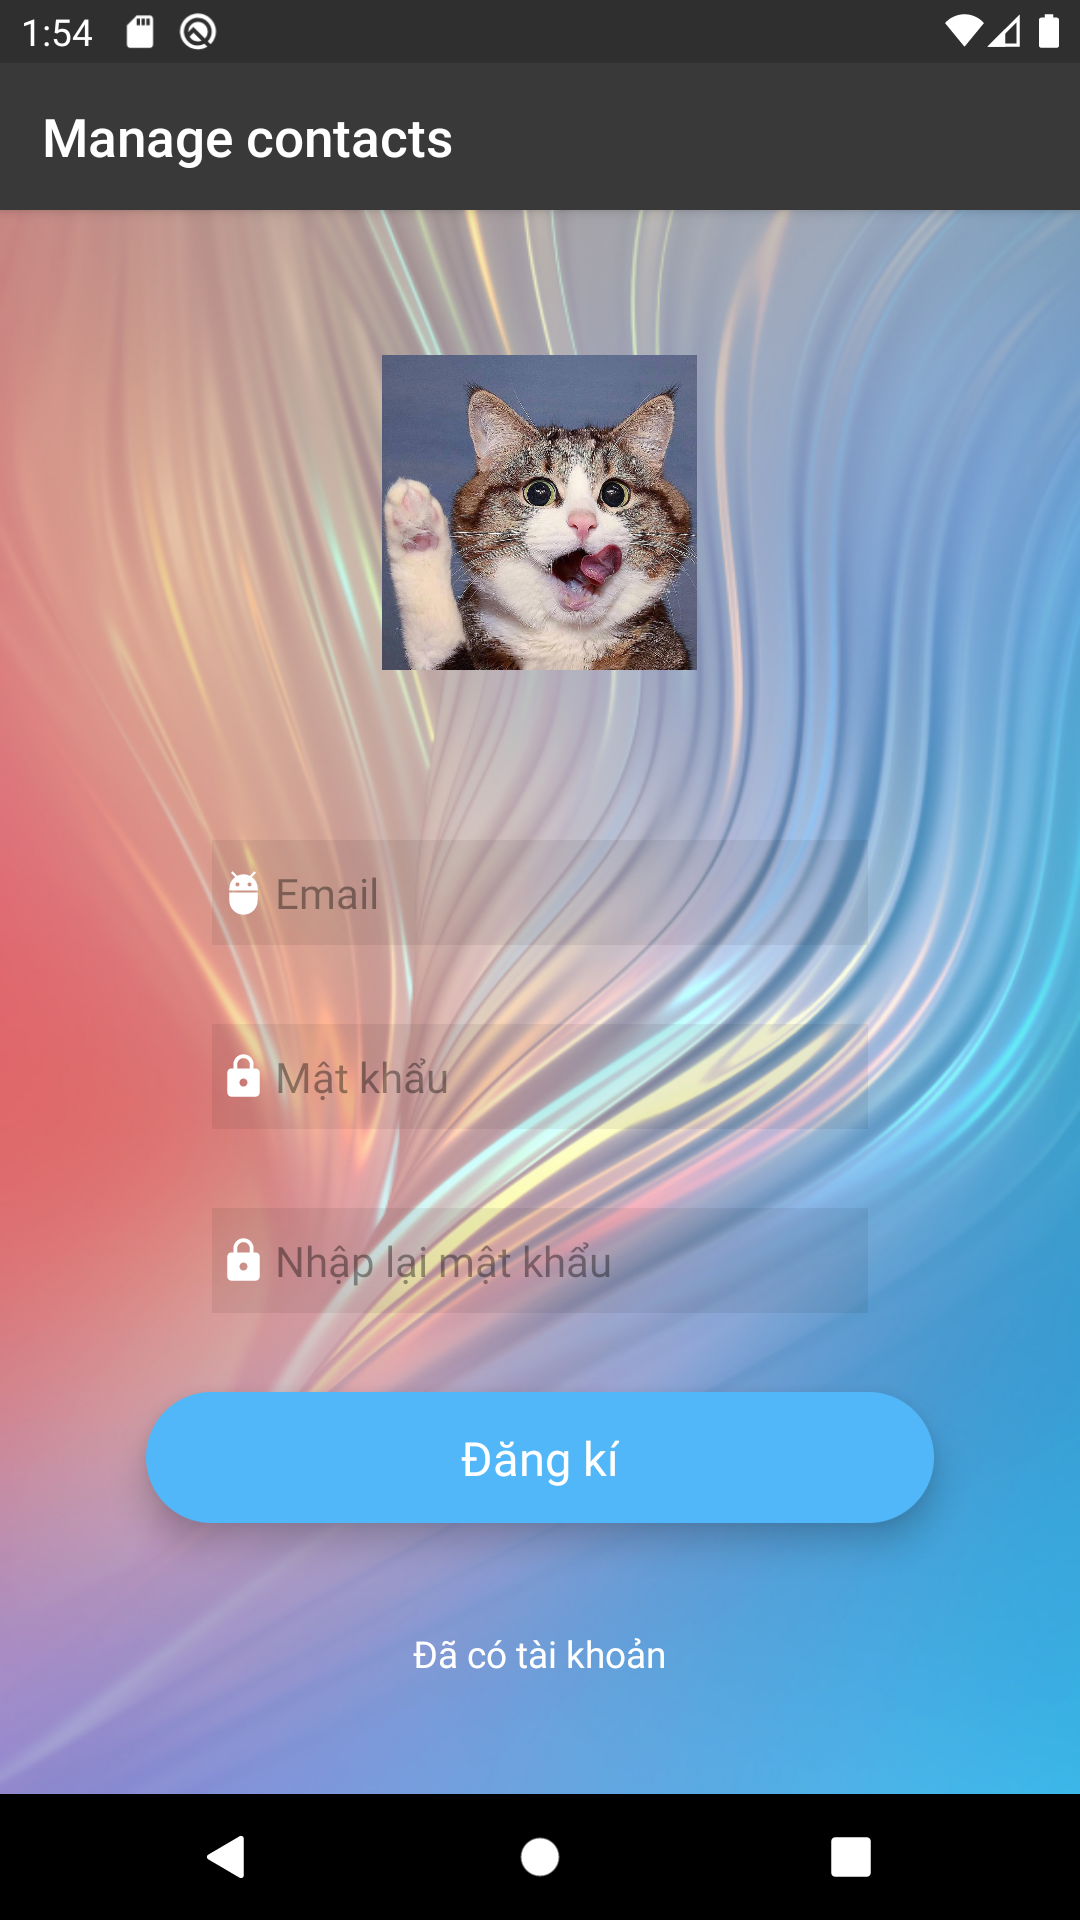 1:54
Manage contacts
Email
Mật khẩu
Nhập lại mật khẩu
Đăng kí
Đã có tài khoản